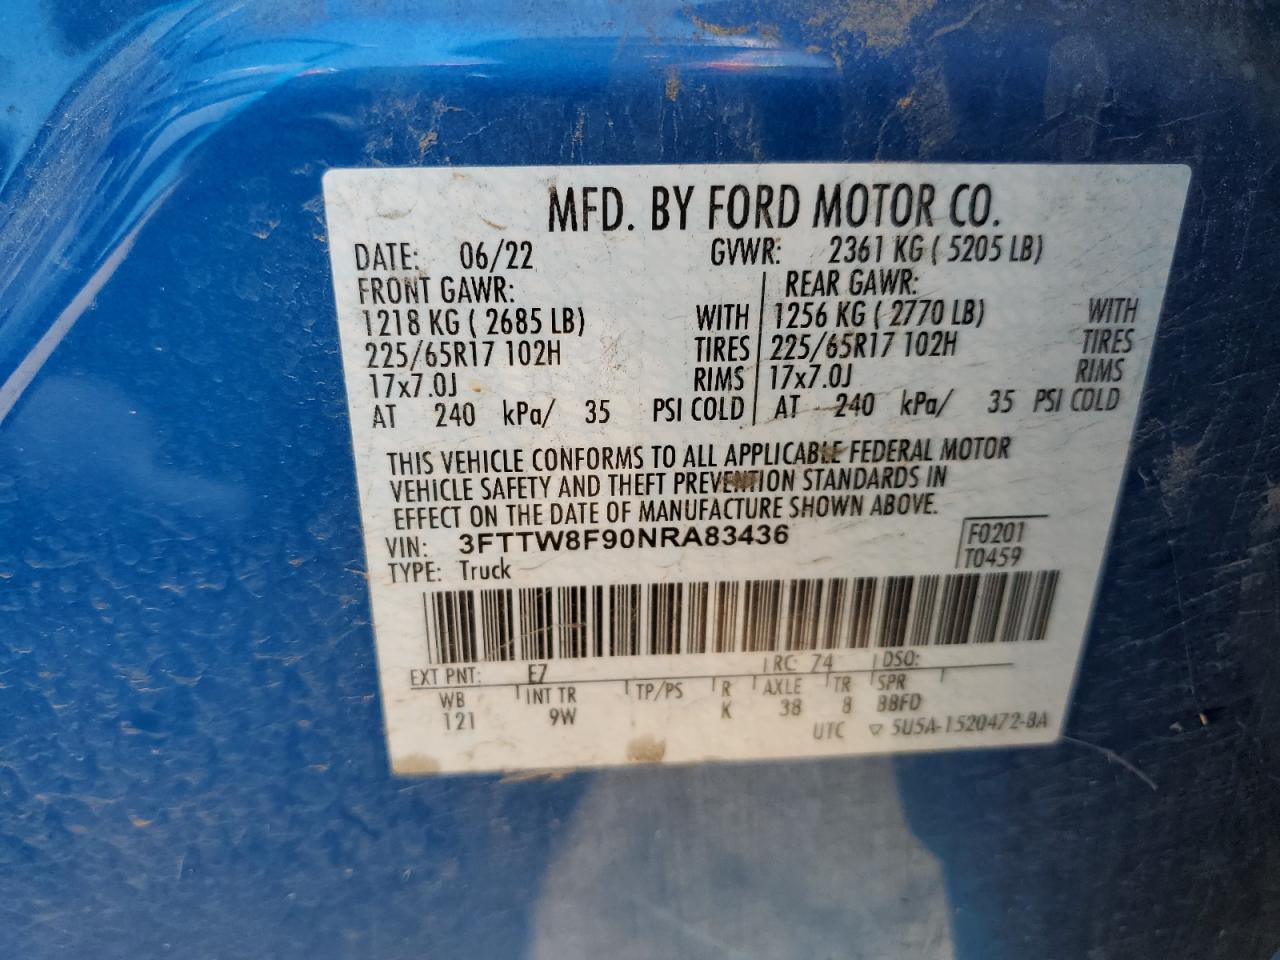 MFD. BY FORD MOTOR CO.
DATE: 06/22 GVWR: 2361 KG ( 5205 LB)
FRONT GAWR: REAR GAWR:
1218 KG ( 2685 LB) WITH 1256 KG ( 2770 LB) WITH
225/65R17 102H TIRES 225/65R17 102H TIRES
17x7.0J RIMS 17x7.0J RIMS
AT 240 kPa/ 35 PSI COLD AT 240 kPa/ 35 PSI COLD
THIS VEHICLE CONFORMS TO ALL APPLICABLE FEDERAL MOTOR
VEHICLE SAFETY AND THEFT PREVENTION STANDARDS IN
EFFECT ON THE DATE OF MANUFACTURE SHOWN ABOVE.
VIN: 3FTTW8F90NRA83436 F0201
TYPE: Truck T0459
EXT PNT: E7 RC: 74 DSO:
WB INT TR TP/PS R AXLE TR SPR
121 9W K 38 8 BBFD
UTC ▽ 5U5A-1520472-BA